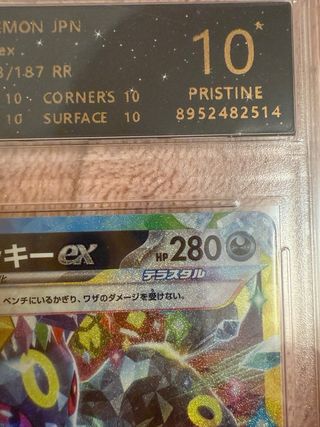 EMON JPN
ex
/187 RR
10 CORNERS 10
10 SURFACE 10
10
PRISTINE
8952482514
ッキーex
HP 280
テラスタル
ベンチにいるかぎり、ワザのダメージを受けない。